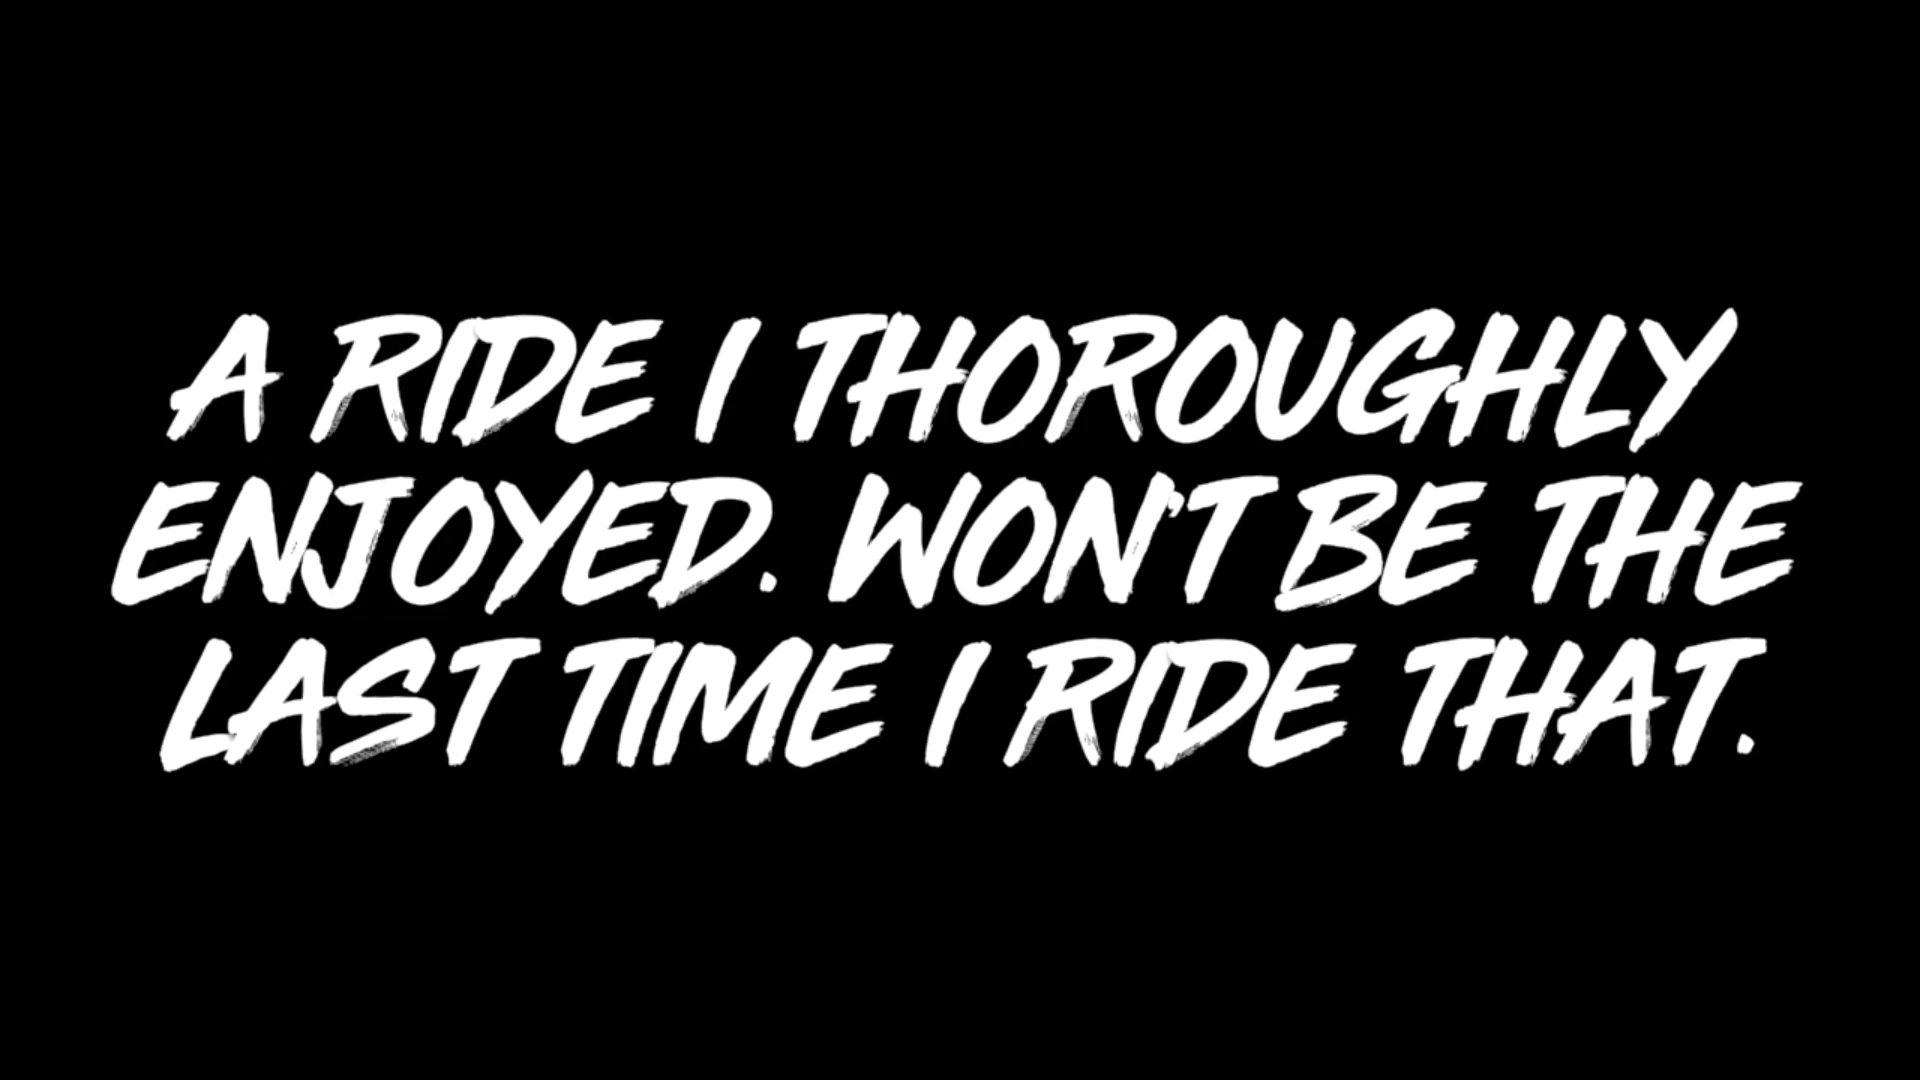 A RIDE I THOROUGHLY
ENJOYED. WON'T BE THE
LAST TIME I RIDE THAT.